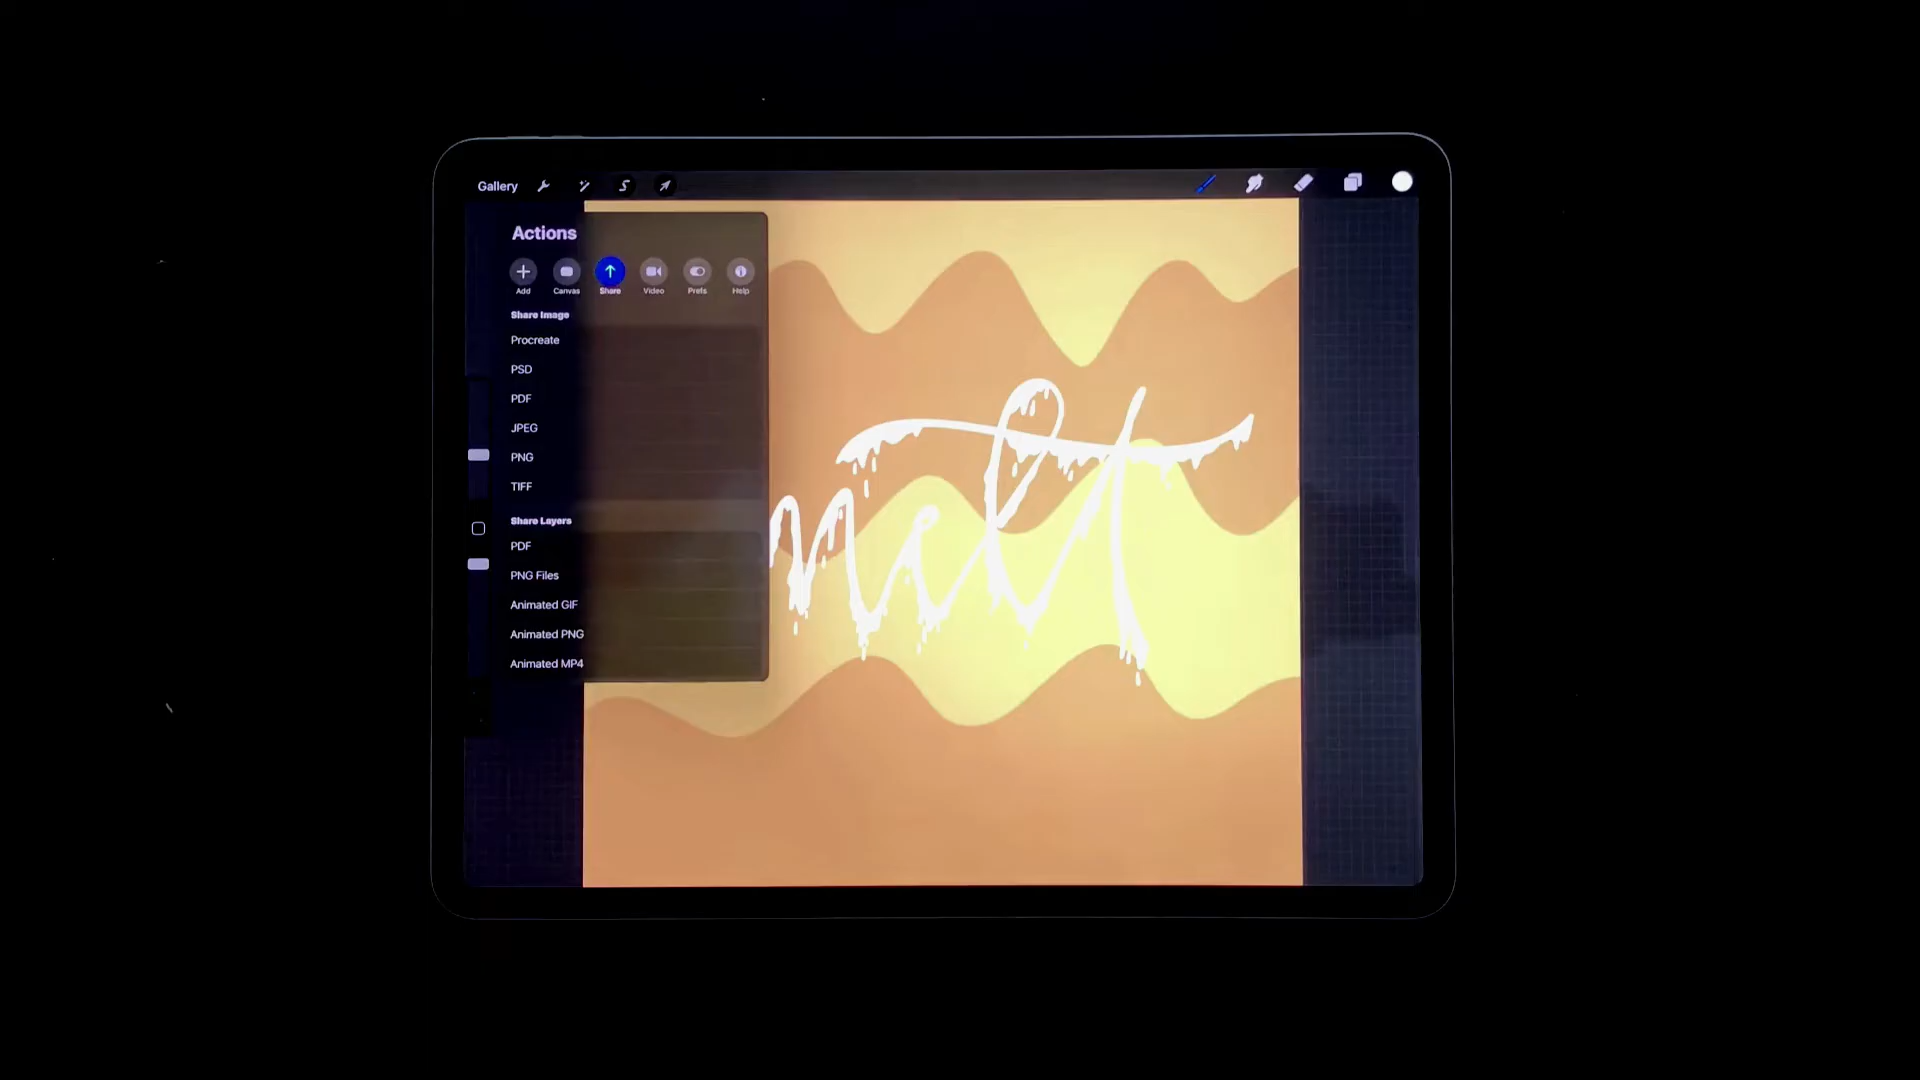 Gallery
Actions
Add Canvas Share Video Prefs Help
Share Image
Procreate
PSD
PDF
JPEG
PNG
TIFF
Share Layers
PDF
PNG Files
Animated GIF
Animated PNG
Animated MP4
melt